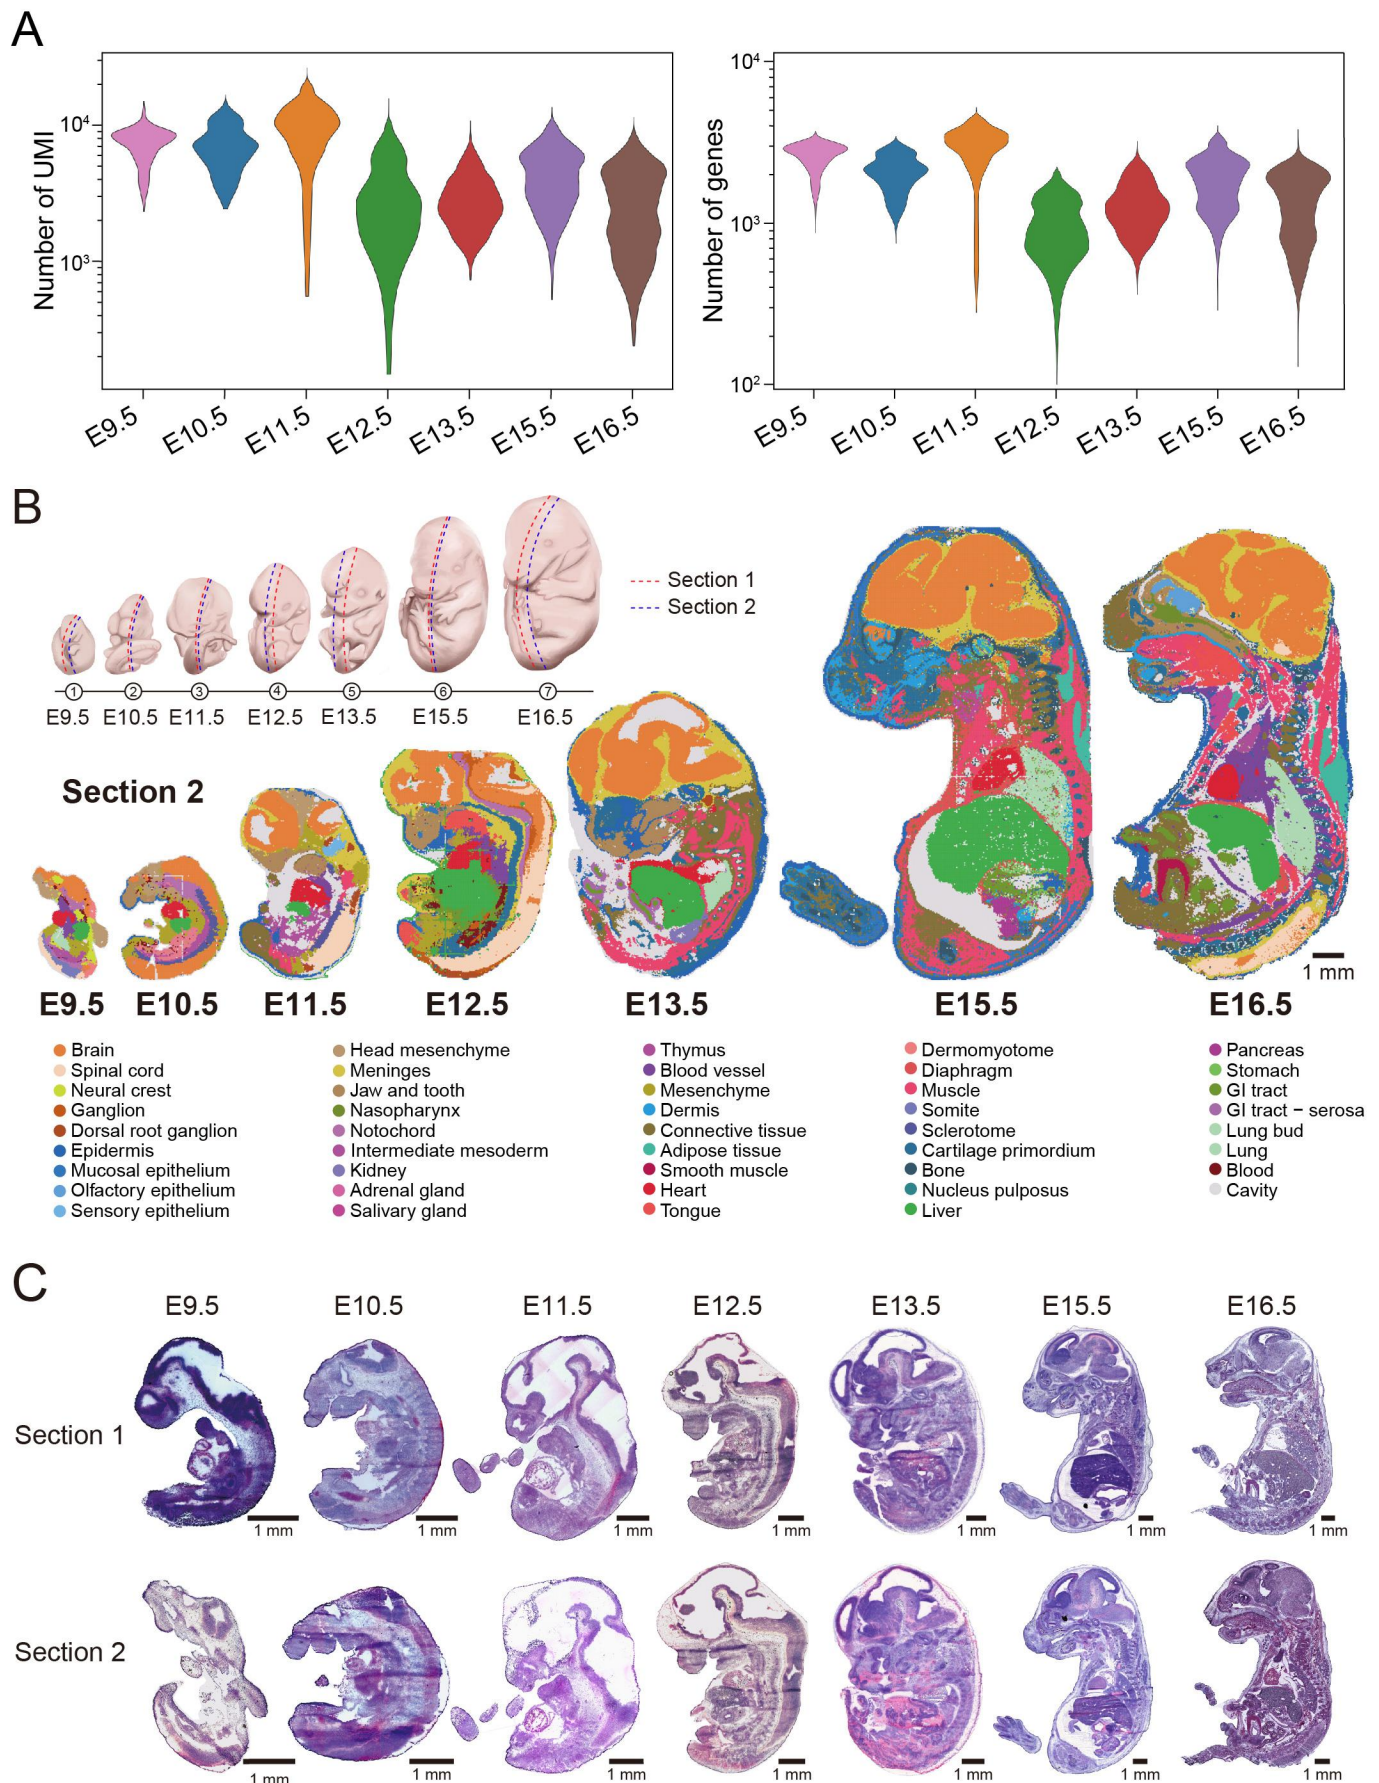 A
Number of UMI
10⁴
10³
E9.5 E10.5 E11.5 E12.5 E13.5 E15.5 E16.5
Number of genes
10⁴
10³
10²
E9.5 E10.5 E11.5 E12.5 E13.5 E15.5 E16.5
B
Section 1
Section 2
1 2 3 4 5 6 7
E9.5 E10.5 E11.5 E12.5 E13.5 E15.5 E16.5
Section 2
1 mm
E9.5 E10.5 E11.5 E12.5 E13.5 E15.5 E16.5
Brain
Spinal cord
Neural crest
Ganglion
Dorsal root ganglion
Epidermis
Mucosal epithelium
Olfactory epithelium
Sensory epithelium
Head mesenchyme
Meninges
Jaw and tooth
Nasopharynx
Notochord
Intermediate mesoderm
Kidney
Adrenal gland
Salivary gland
Thymus
Blood vessel
Mesenchyme
Dermis
Connective tissue
Adipose tissue
Smooth muscle
Heart
Tongue
Dermomyotome
Diaphragm
Muscle
Somite
Sclerotome
Cartilage primordium
Bone
Nucleus pulposus
Liver
Pancreas
Stomach
GI tract
GI tract − serosa
Lung bud
Lung
Blood
Cavity
C
E9.5 E10.5 E11.5 E12.5 E13.5 E15.5 E16.5
Section 1
1 mm 1 mm 1 mm 1 mm 1 mm 1 mm 1 mm
Section 2
1 mm 1 mm 1 mm 1 mm 1 mm 1 mm 1 mm